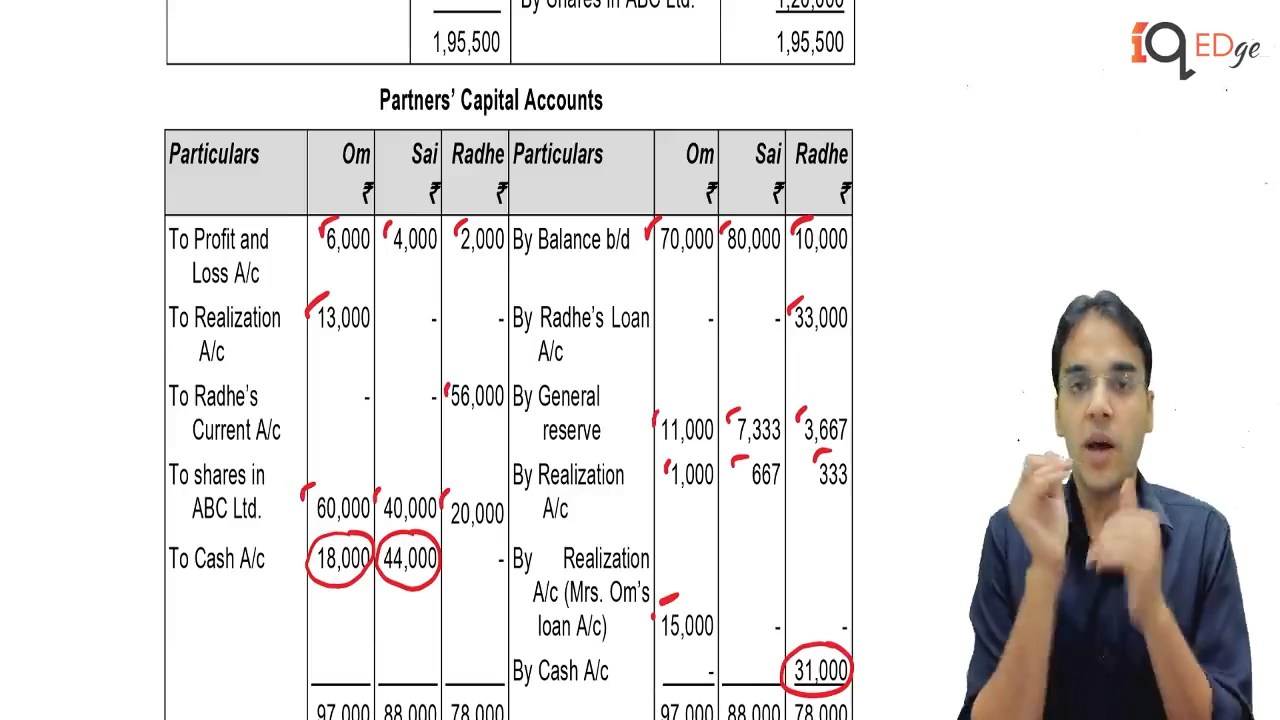 By Shares in ABC Ltd. 1,20,000
1,95,500 1,95,500
iq EDge
Partners' Capital Accounts
Particulars Om Sai Radhe Particulars Om Sai Radhe
₹ ₹ ₹ ₹ ₹ ₹
To Profit and 6,000 4,000 2,000 By Balance b/d 70,000 80,000 10,000
Loss A/c
To Realization 13,000 - - By Radhe's Loan - - 33,000
A/c A/c
To Radhe's - - 56,000 By General
Current A/c reserve 11,000 7,333 3,667
To shares in By Realization 1,000 667 333
ABC Ltd. 60,000 40,000 20,000 A/c
To Cash A/c 18,000 44,000 - By Realization
A/c (Mrs. Om's
loan A/c) 15,000 - -
By Cash A/c - 31,000
97,000 88,000 78,000 97,000 88,000 78,000